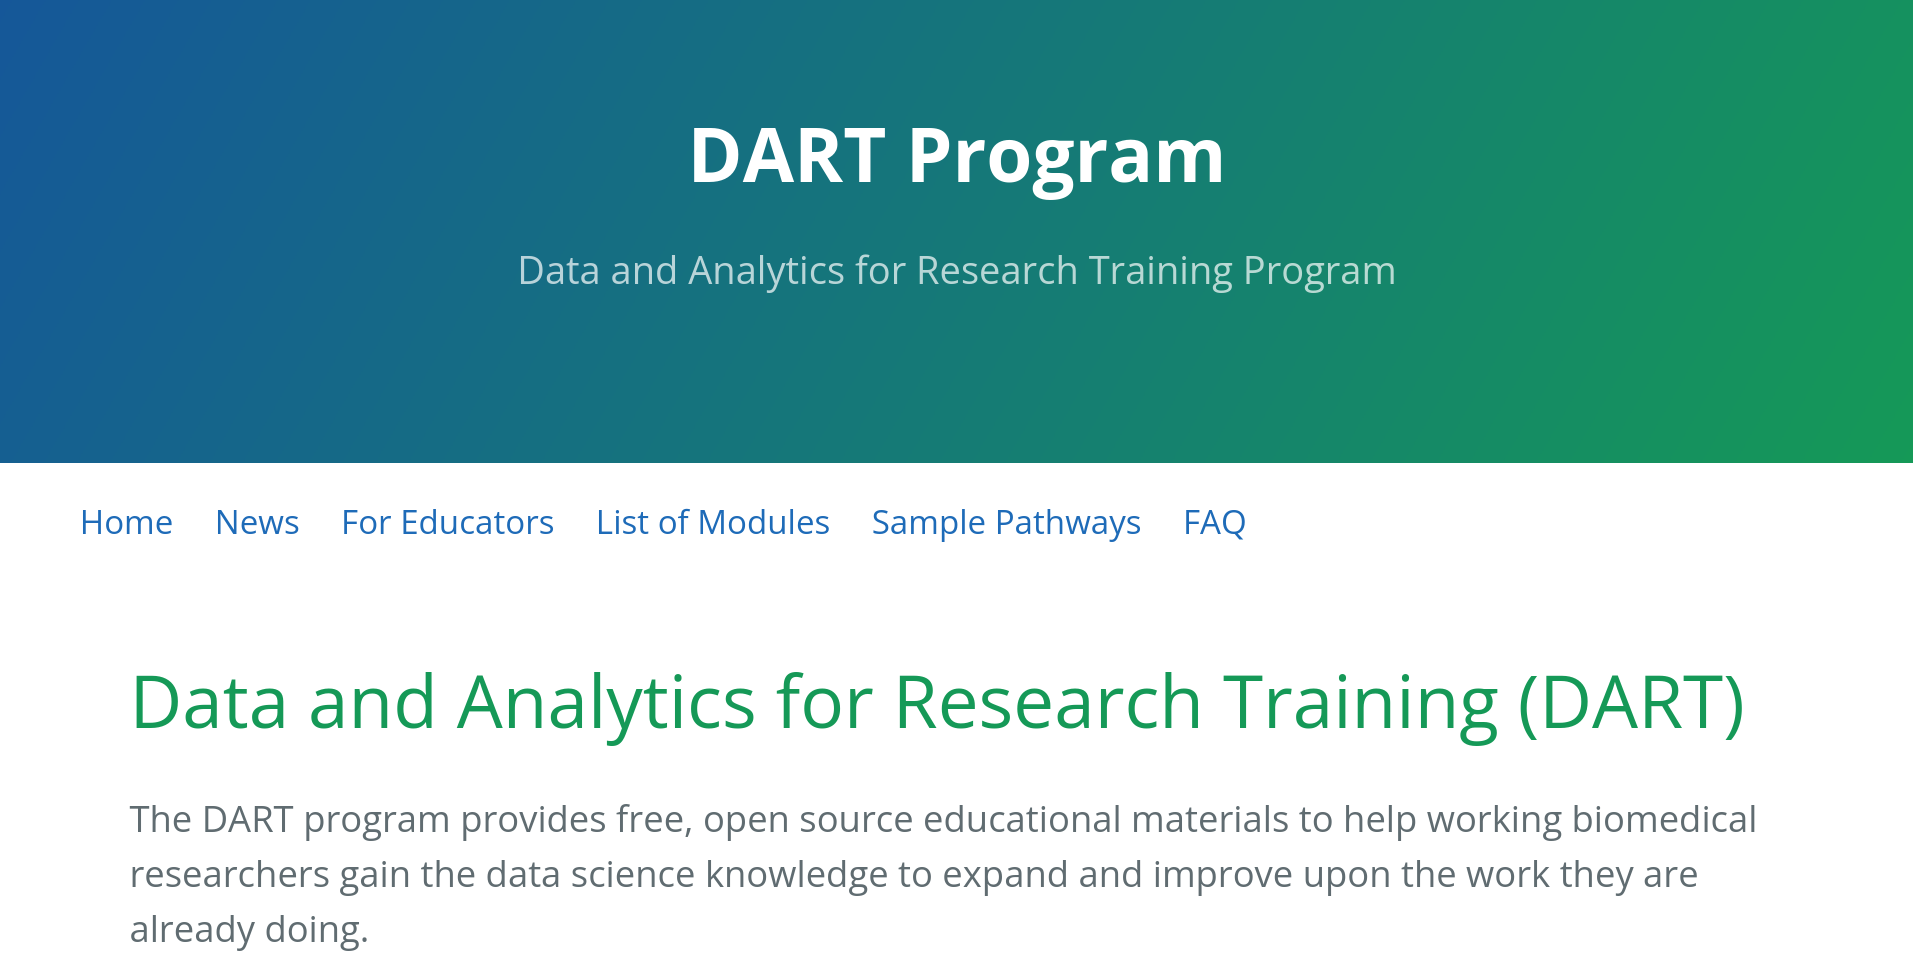 DART Program
Data and Analytics for Research Training Program
Home News For Educators List of Modules Sample Pathways FAQ
Data and Analytics for Research Training (DART)
The DART program provides free, open source educational materials to help working biomedical
researchers gain the data science knowledge to expand and improve upon the work they are
already doing.